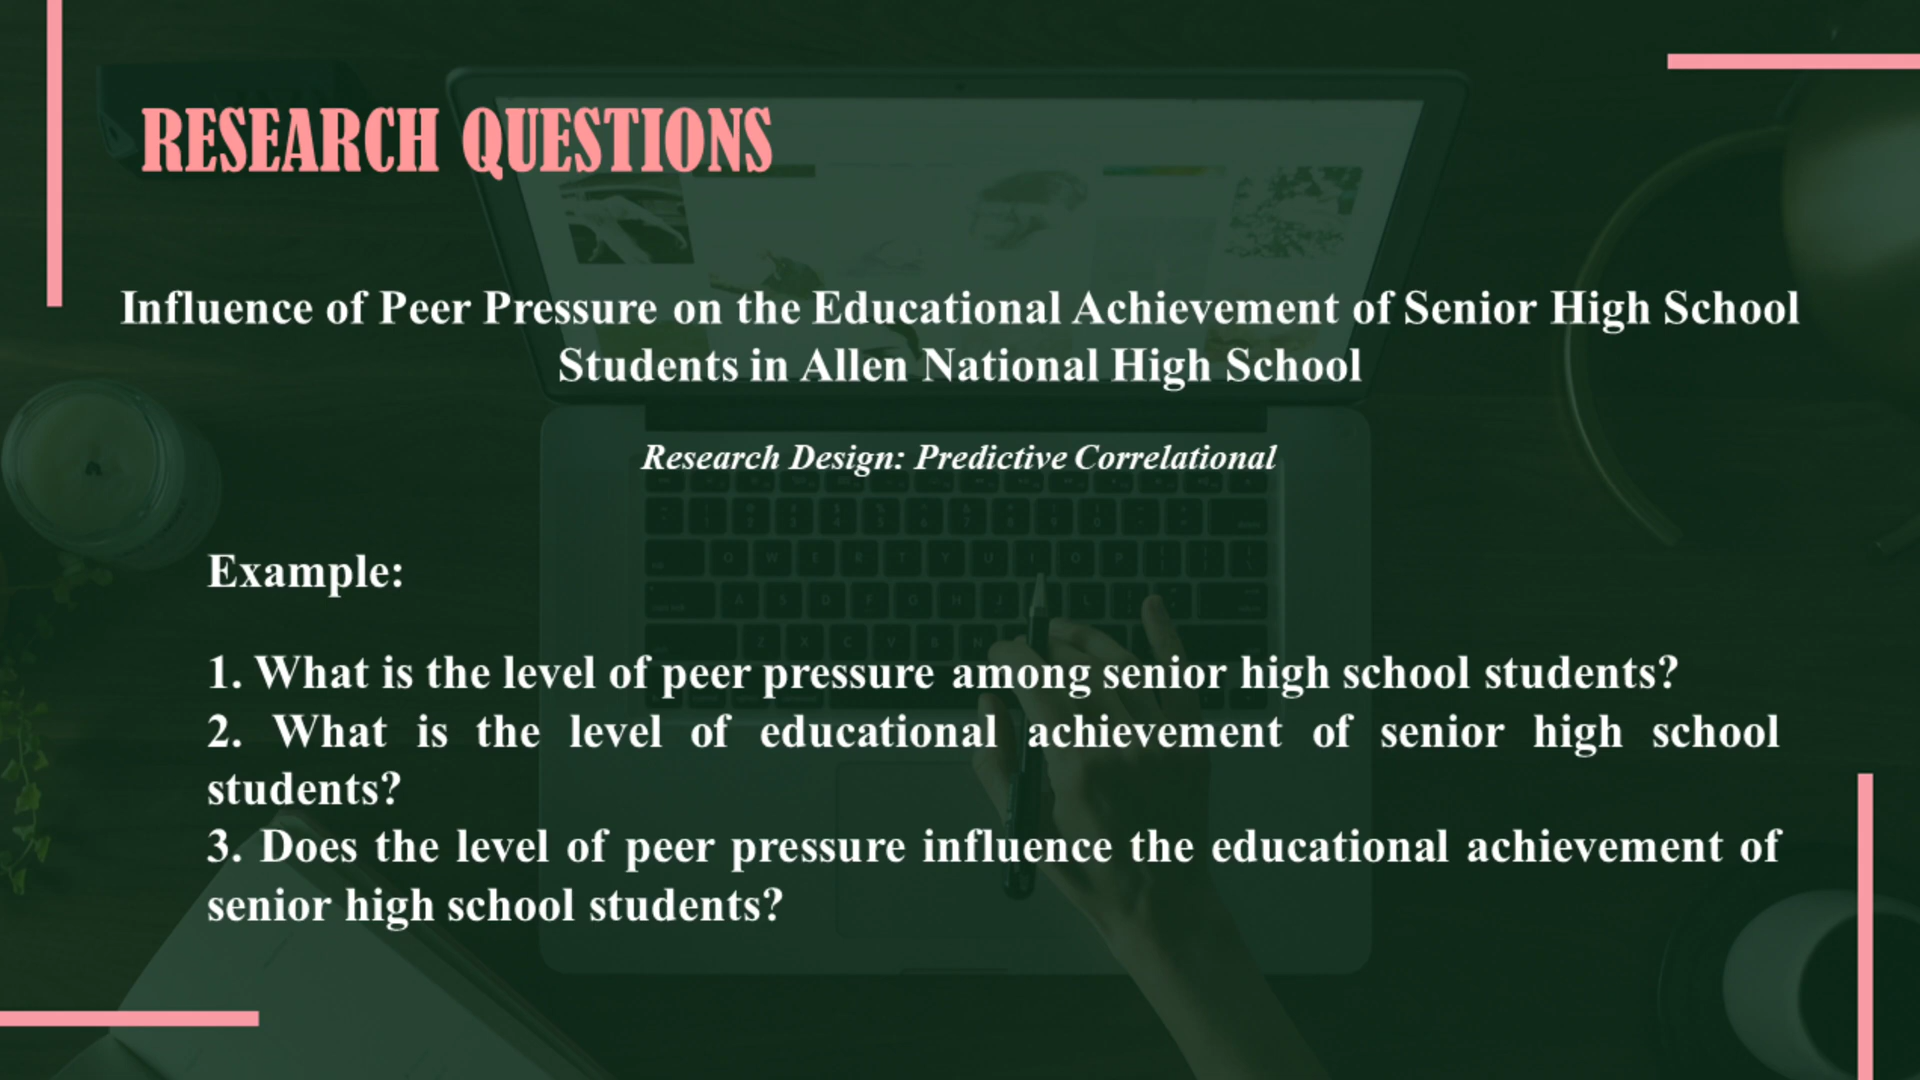 RESEARCH QUESTIONS
Influence of Peer Pressure on the Educational Achievement of Senior High School
Students in Allen National High School
Research Design: Predictive Correlational
Example:
1. What is the level of peer pressure among senior high school students?
2. What is the level of educational achievement of senior high school
students?
3. Does the level of peer pressure influence the educational achievement of
senior high school students?